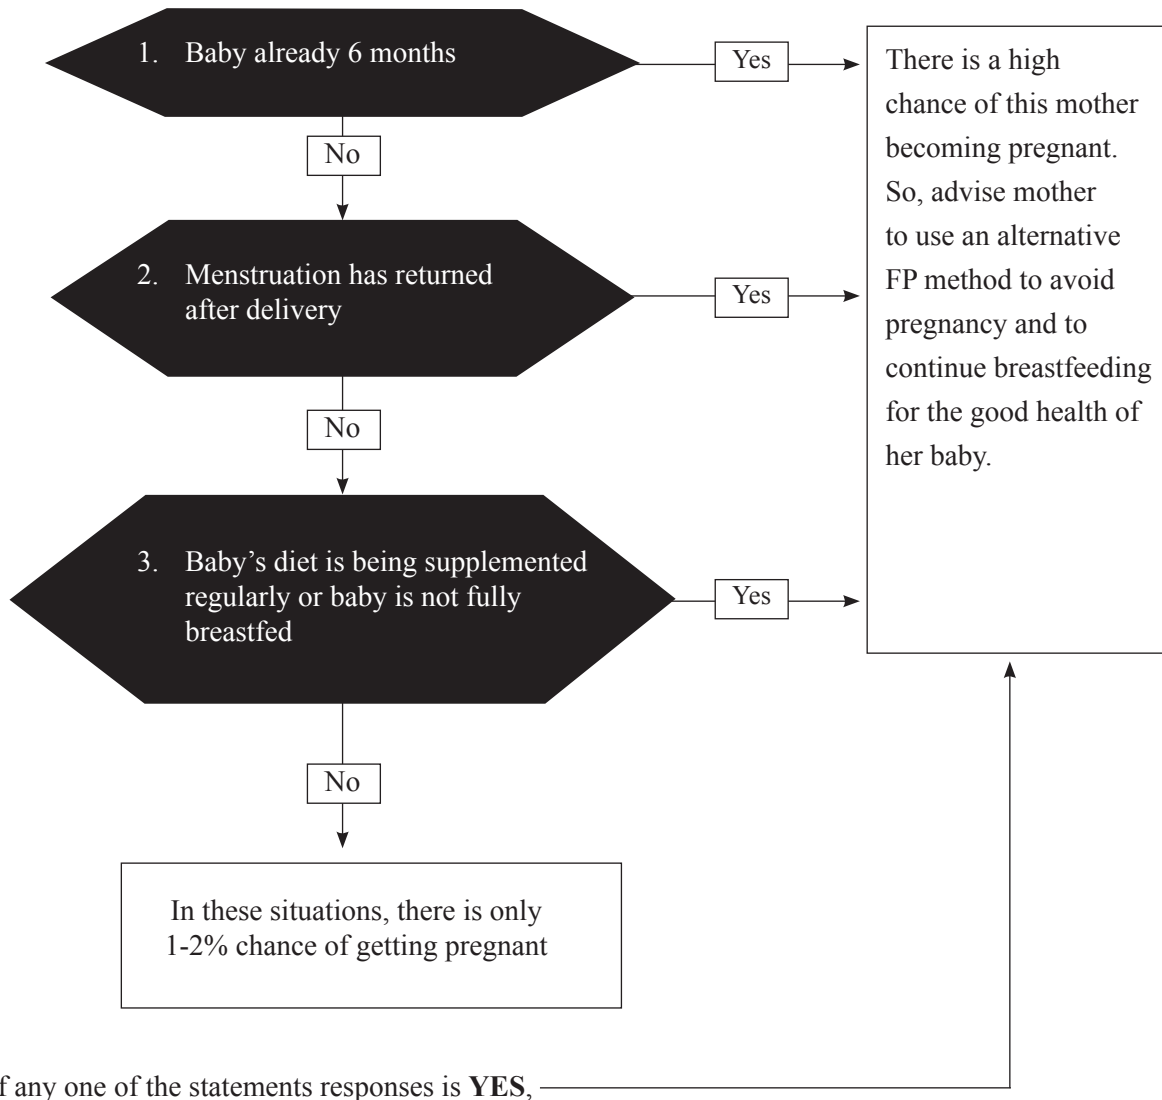 1. Baby already 6 months
Yes
There is a high
chance of this mother
becoming pregnant.
So, advise mother
to use an alternative
FP method to avoid
pregnancy and to
continue breastfeeding
for the good health of
her baby.
No
2. Menstruation has returned
after delivery
Yes
No
3. Baby’s diet is being supplemented
regularly or baby is not fully
breastfed
Yes
No
In these situations, there is only
1-2% chance of getting pregnant
f any one of the statements responses is YES,